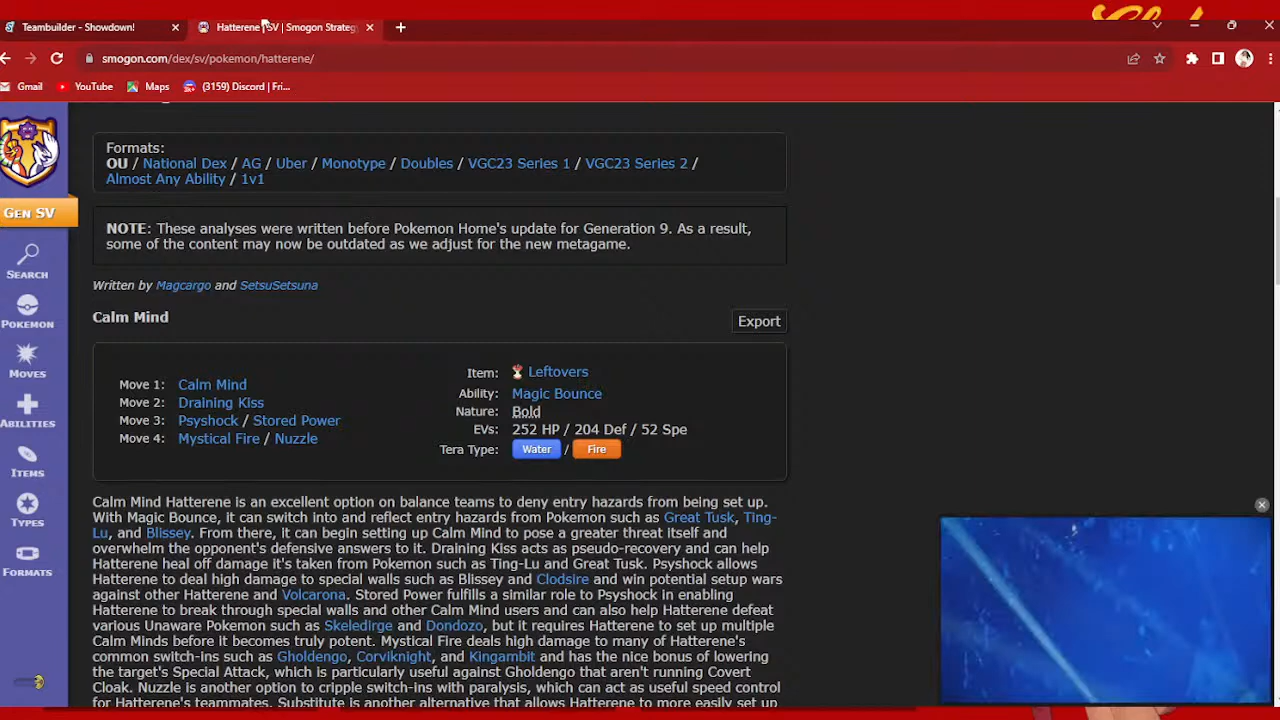 Teambuilder - Showdown!
Hatterene | SV | Smogon Strateg
smogon.com/dex/sv/pokemon/hatterene/
Gmail YouTube Maps (3159) Discord | Fri...
Formats:
OU / National Dex / AG / Uber / Monotype / Doubles / VGC23 Series 1 / VGC23 Series 2 /
Almost Any Ability / 1v1
GEN SV
NOTE: These analyses were written before Pokemon Home's update for Generation 9. As a result,
some of the content may now be outdated as we adjust for the new metagame.
SEARCH
Written by Magcargo and SetsuSetsuna
POKEMON
Calm Mind
Export
MOVES
Move 1: Calm Mind
Move 2: Draining Kiss
Move 3: Psyshock / Stored Power
Move 4: Mystical Fire / Nuzzle
Item: Leftovers
Ability: Magic Bounce
Nature: Bold
EVs: 252 HP / 204 Def / 52 Spe
Tera Type: Water / Fire
ABILITIES
ITEMS
TYPES
FORMATS
Calm Mind Hatterene is an excellent option on balance teams to deny entry hazards from being set up.
With Magic Bounce, it can switch into and reflect entry hazards from Pokemon such as Great Tusk, Ting-
Lu, and Blissey. From there, it can begin setting up Calm Mind to pose a greater threat itself and
overwhelm the opponent's defensive answers to it. Draining Kiss acts as pseudo-recovery and can help
Hatterene heal off damage it's taken from Pokemon such as Ting-Lu and Great Tusk. Psyshock allows
Hatterene to deal high damage to special walls such as Blissey and Clodsire and win potential setup wars
against other Hatterene and Volcarona. Stored Power fulfills a similar role to Psyshock in enabling
Hatterene to break through special walls and other Calm Mind users and can also help Hatterene defeat
various Unaware Pokemon such as Skeledirge and Dondozo, but it requires Hatterene to set up multiple
Calm Minds before it becomes truly potent. Mystical Fire deals high damage to many of Hatterene's
common switch-ins such as Gholdengo, Corviknight, and Kingambit and has the nice bonus of lowering
the target's Special Attack, which is particularly useful against Gholdengo that aren't running Covert
Cloak. Nuzzle is another option to cripple switch-ins with paralysis, which can act as useful speed control
for Hatterene's teammates. Substitute is another alternative that allows Hatterene to more easily set up